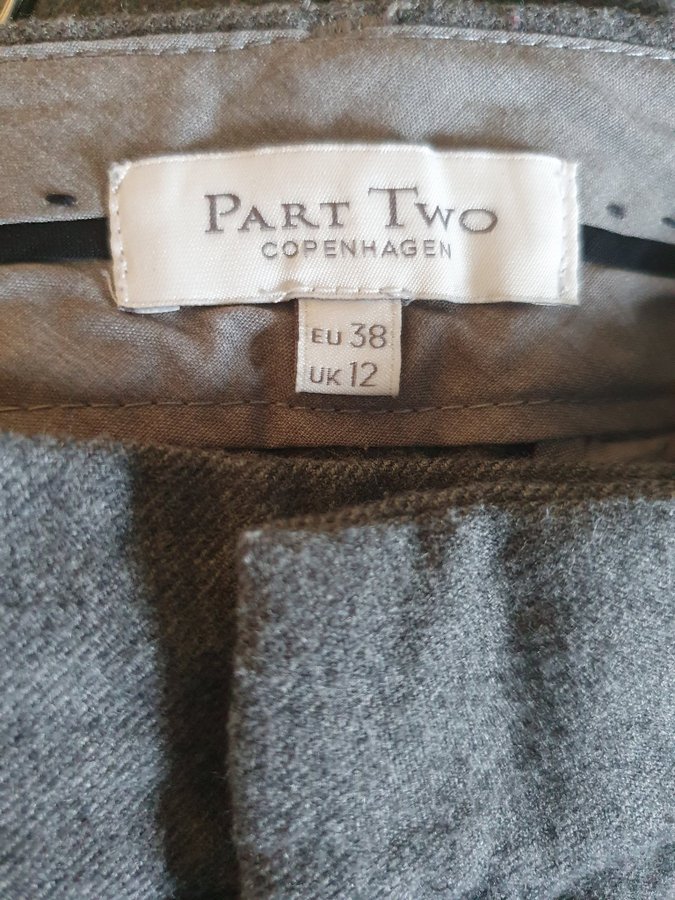 PART TWO
COPENHAGEN
EU 38
UK 12